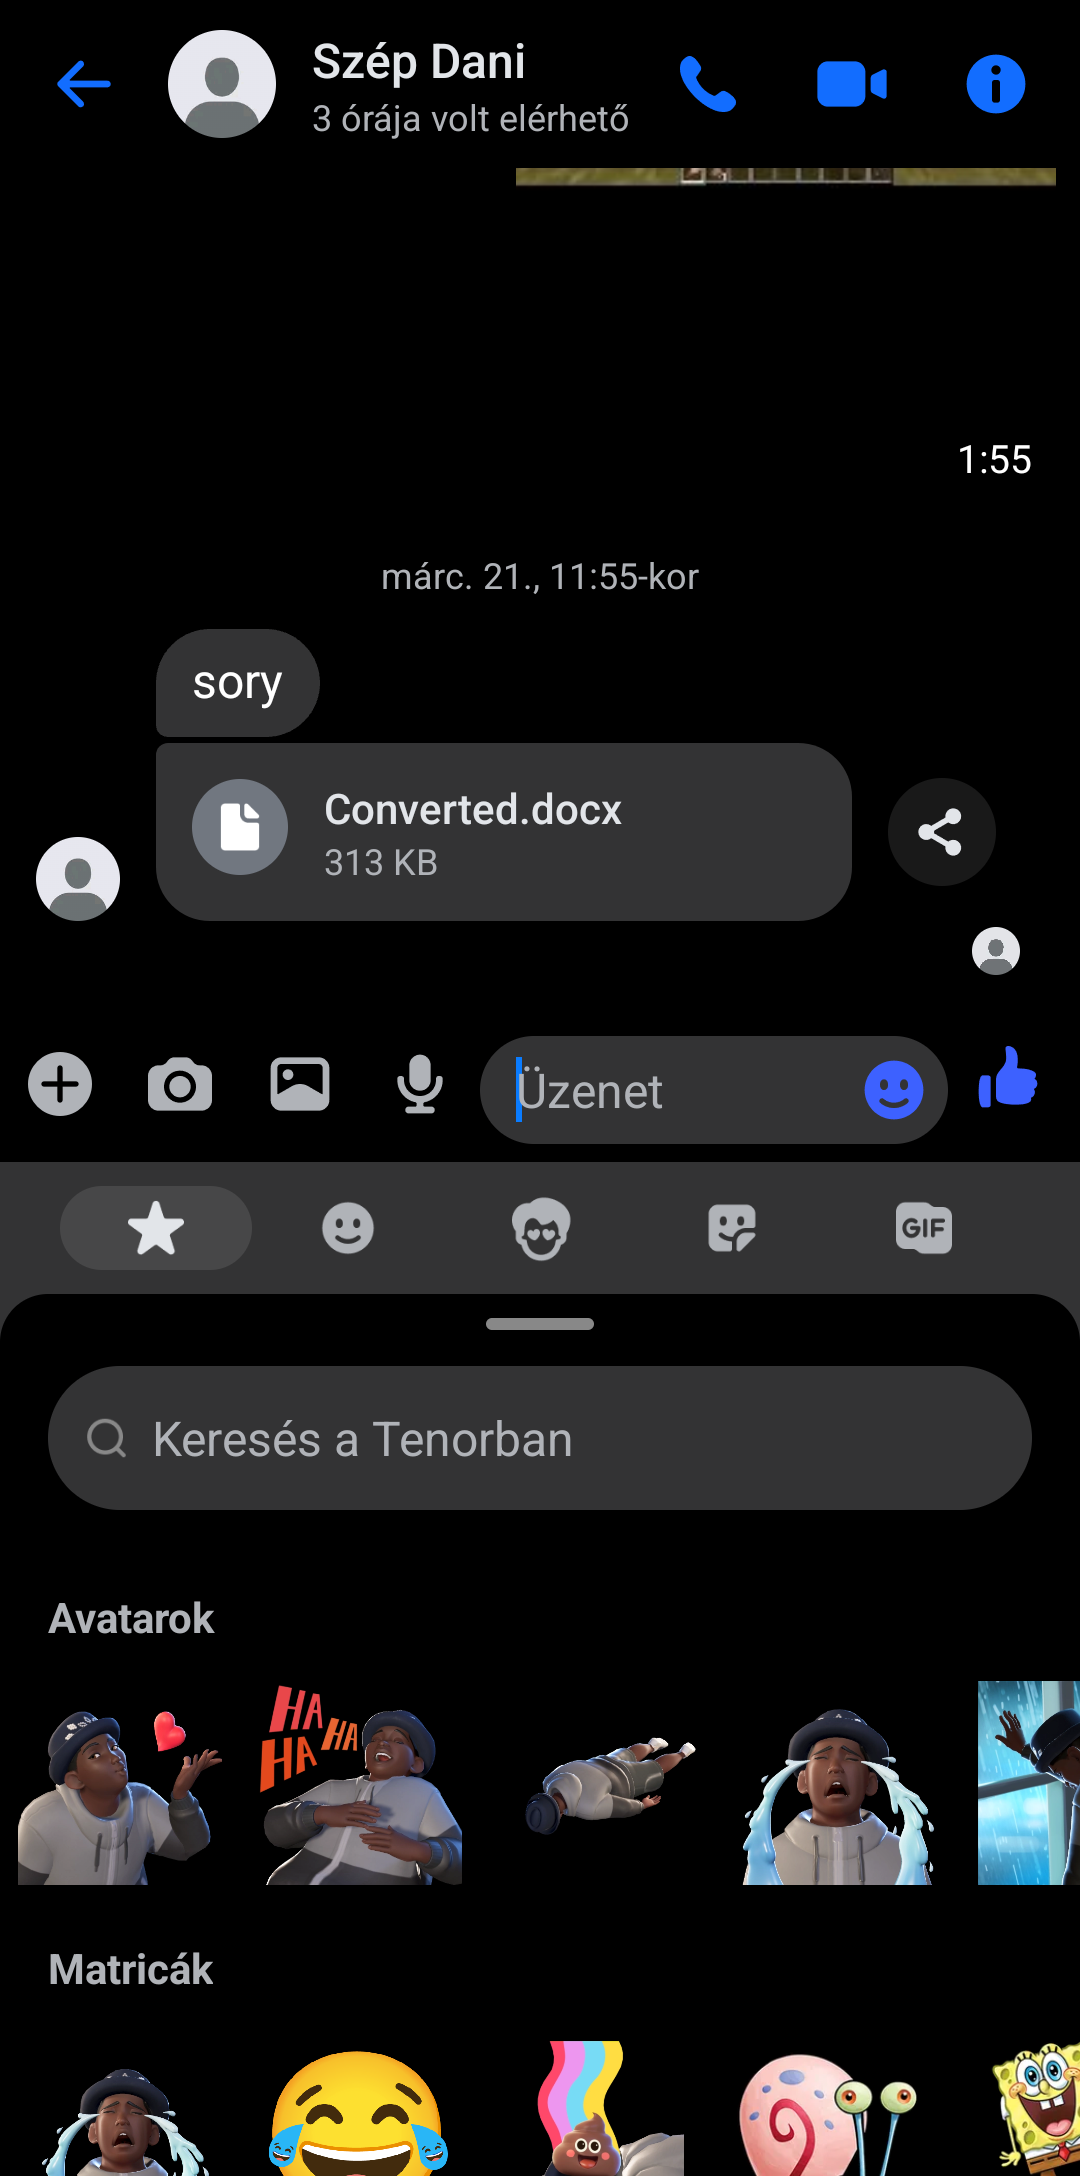 Szép Dani
3 órája volt elérhető
1:55
márc. 21., 11:55-kor
sory
Converted.docx
313 KB
Üzenet
GIF
Keresés a Tenorban
Avatarok
HA
HA
HA
Matricák